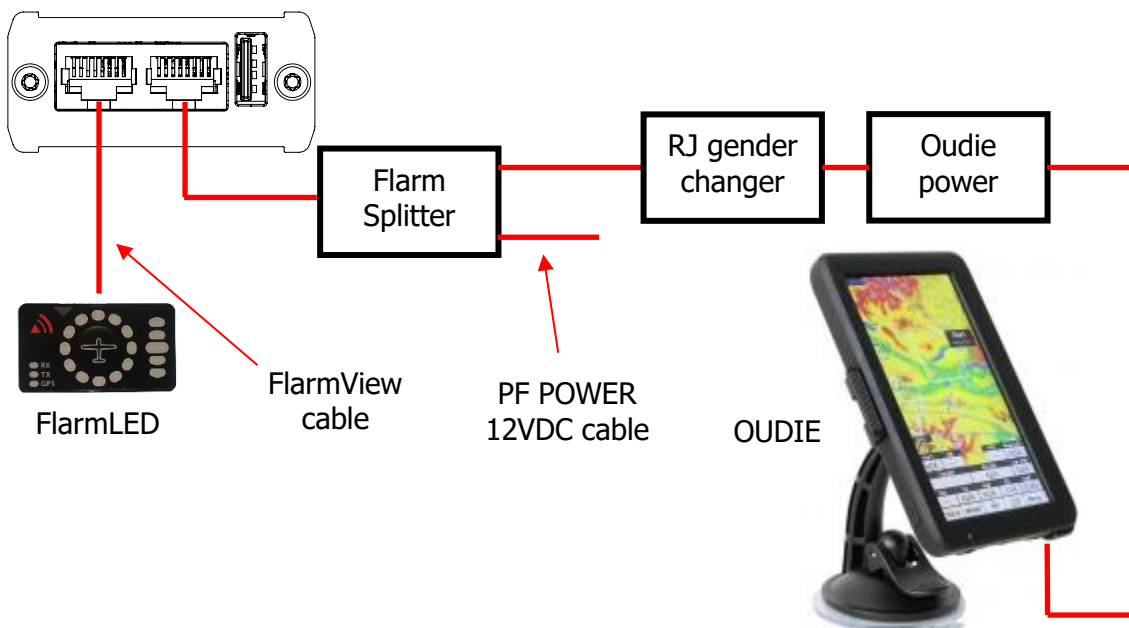 RJ gender
changer
Oudie
power
Flarm
Splitter
RX
TX
GPS
FlarmLED
FlarmView
cable
PF POWER
12VDC cable
OUDIE